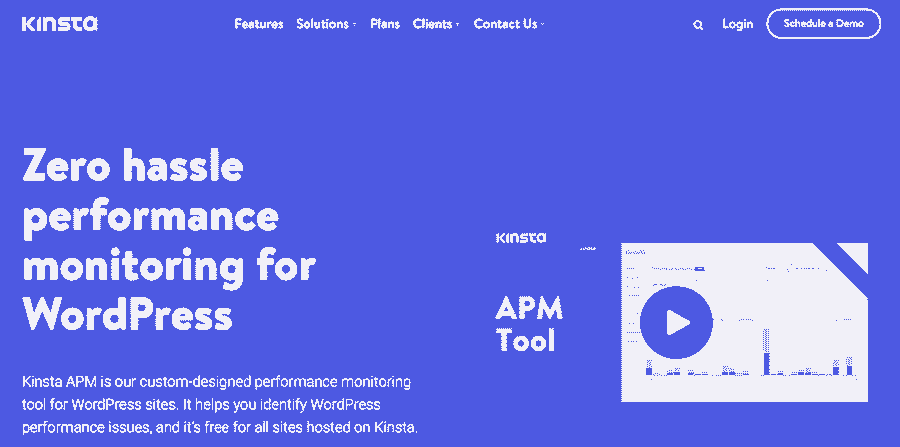 KINSTA
Features Solutions Plans Clients Contact Us Login Schedule a Demo
Zero hassle
performance
monitoring for
WordPress
Kinsta APM is our custom-designed performance monitoring
tool for WordPress sites. It helps you identify WordPress
performance issues, and it's free for all sites hosted on Kinsta.
KINSTA
APM
Tool